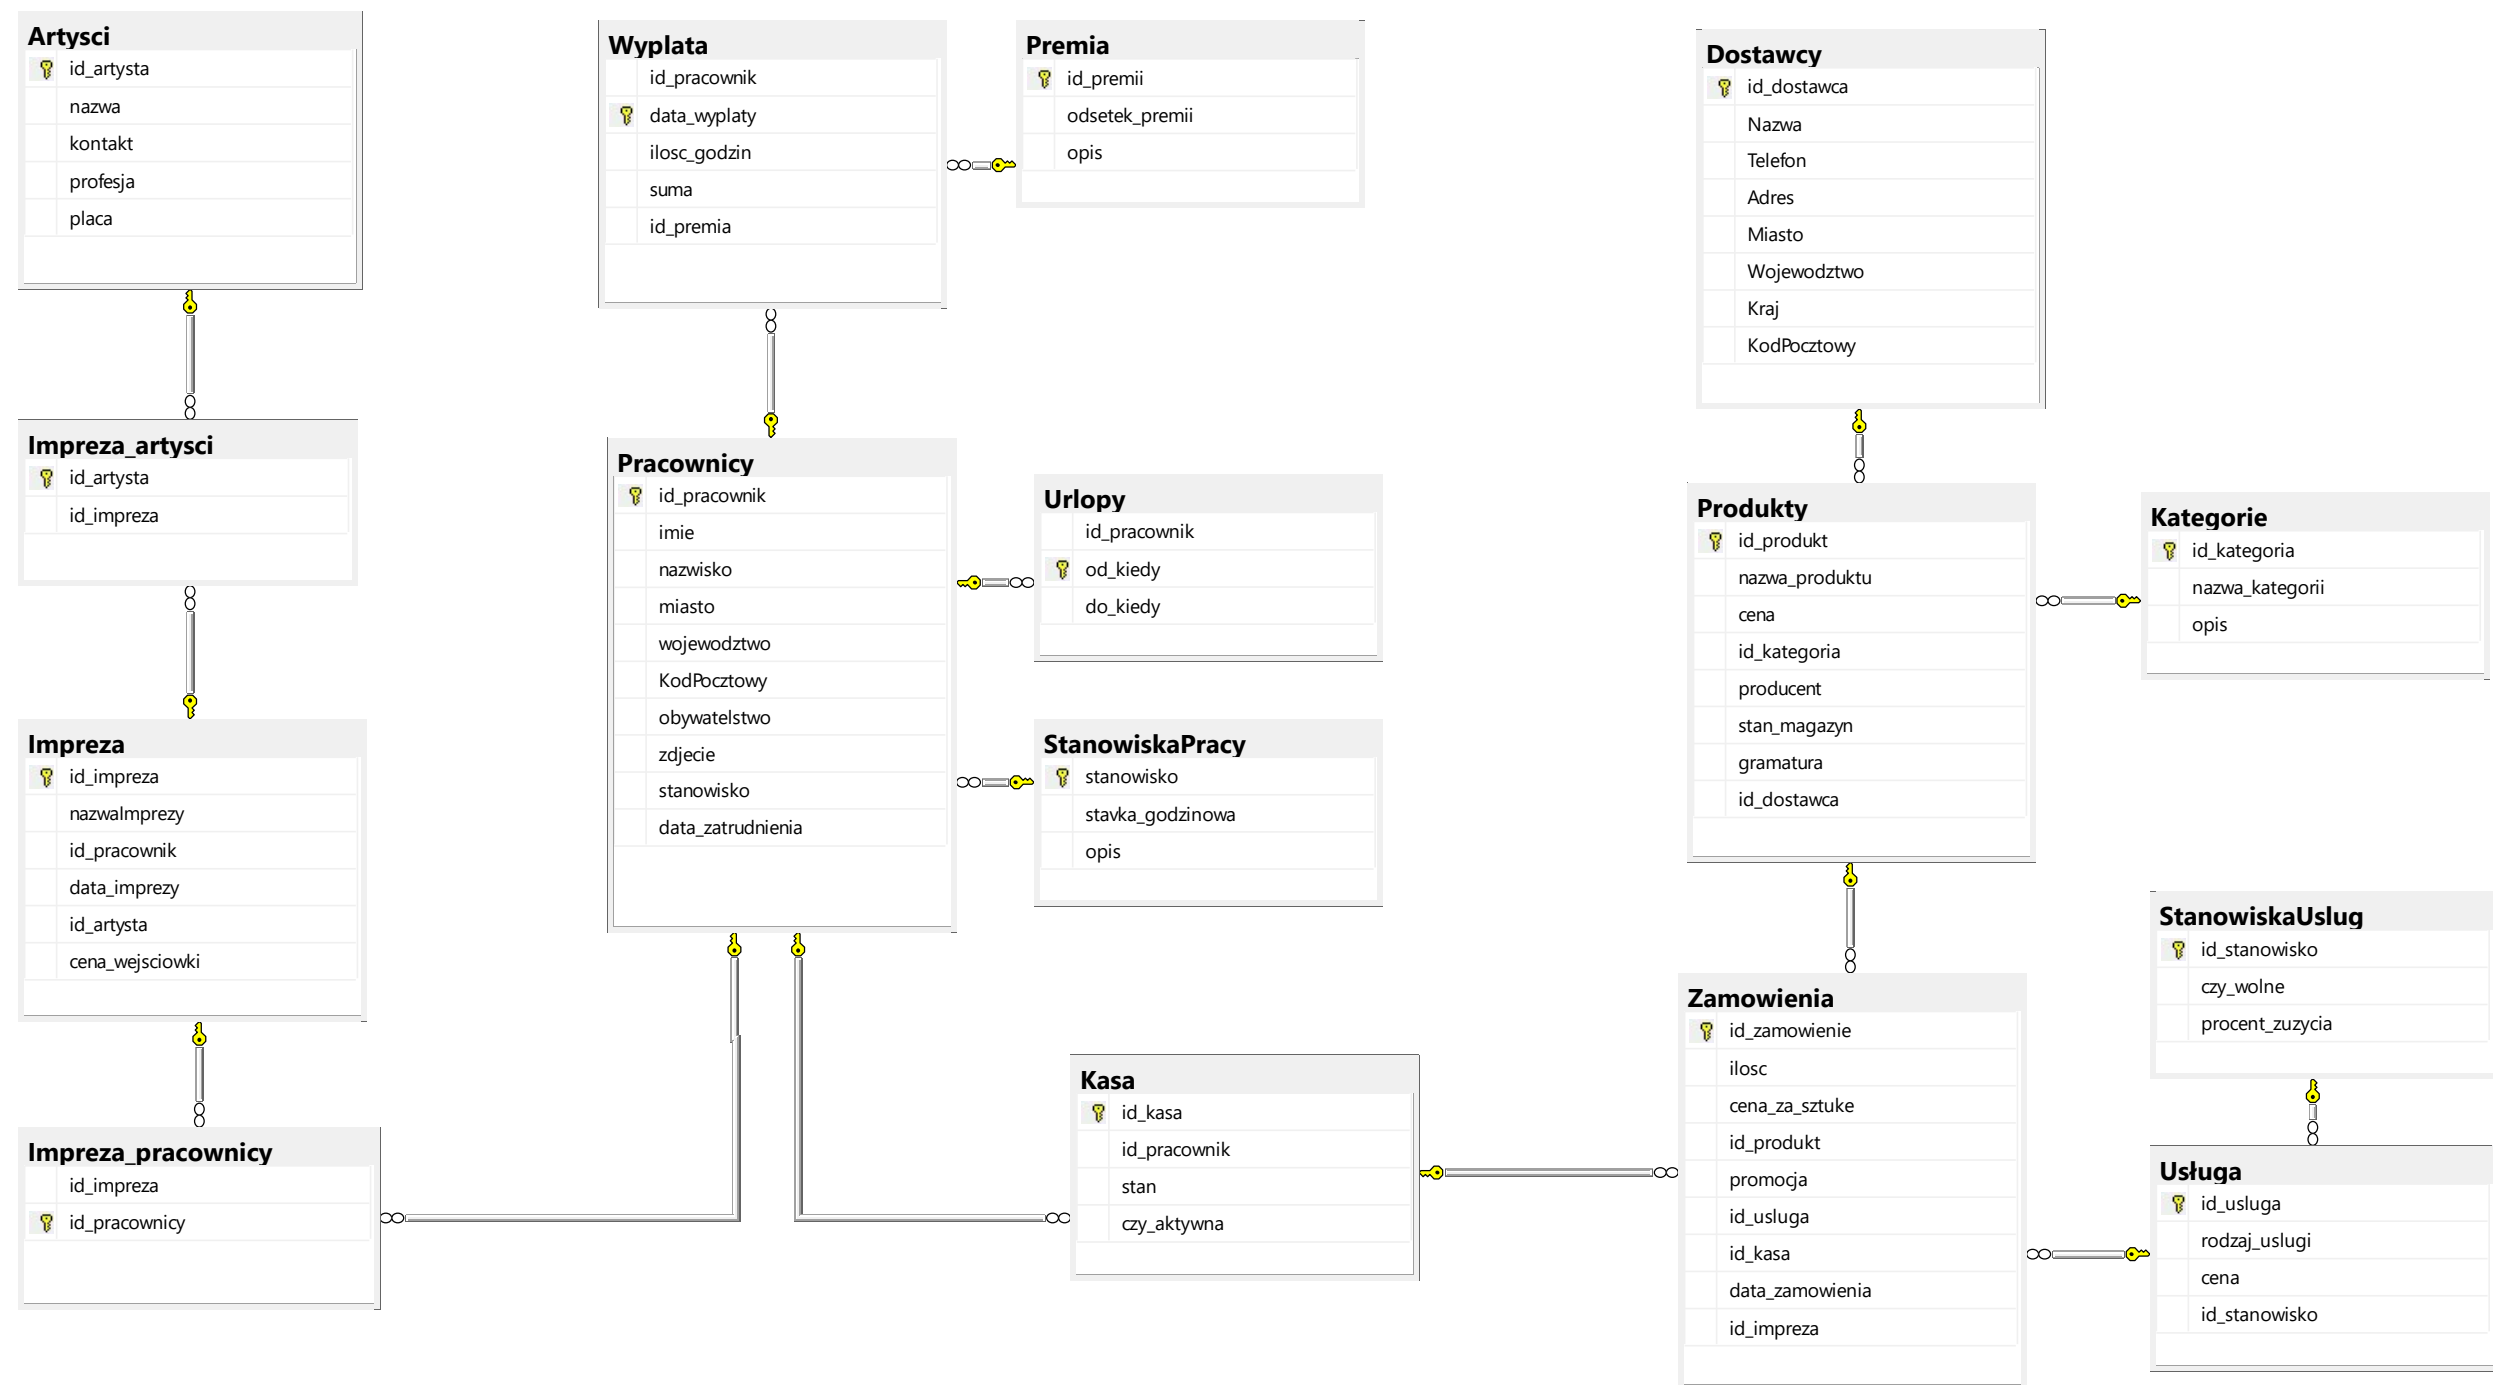 Artysci
id_artysta
nazwa
kontakt
profesja
placa
Wyplata
id_pracownik
data_wyplaty
ilosc_godzin
suma
id_premia
Premia
id_premii
odsetek_premii
opis
Dostawcy
id_dostawca
Nazwa
Telefon
Adres
Miasto
Wojewodztwo
Kraj
KodPocztowy
Impreza_artysci
id_artysta
id_impreza
Pracownicy
id_pracownik
imie
nazwisko
miasto
wojewodztwo
KodPocztowy
obywatelstwo
zdjecie
stanowisko
data_zatrudnienia
Urlopy
id_pracownik
od_kiedy
do_kiedy
Produkty
id_produkt
nazwa_produktu
cena
id_kategoria
producent
stan_magazyn
gramatura
id_dostawca
Kategorie
id_kategoria
nazwa_kategorii
opis
Impreza
id_impreza
nazwaImprezy
id_pracownik
data_imprezy
id_artysta
cena_wejsciowki
StanowiskaPracy
stanowisko
stavka_godzinowa
opis
StanowiskaUslug
id_stanowisko
czy_wolne
procent_zuzycia
Zamowienia
id_zamowienie
ilosc
cena_za_sztuke
id_produkt
promocja
id_usluga
id_kasa
data_zamowienia
id_impreza
Kasa
id_kasa
id_pracownik
stan
czy_aktywna
Impreza_pracownicy
id_impreza
id_pracownicy
Usługa
id_usluga
rodzaj_uslugi
cena
id_stanowisko